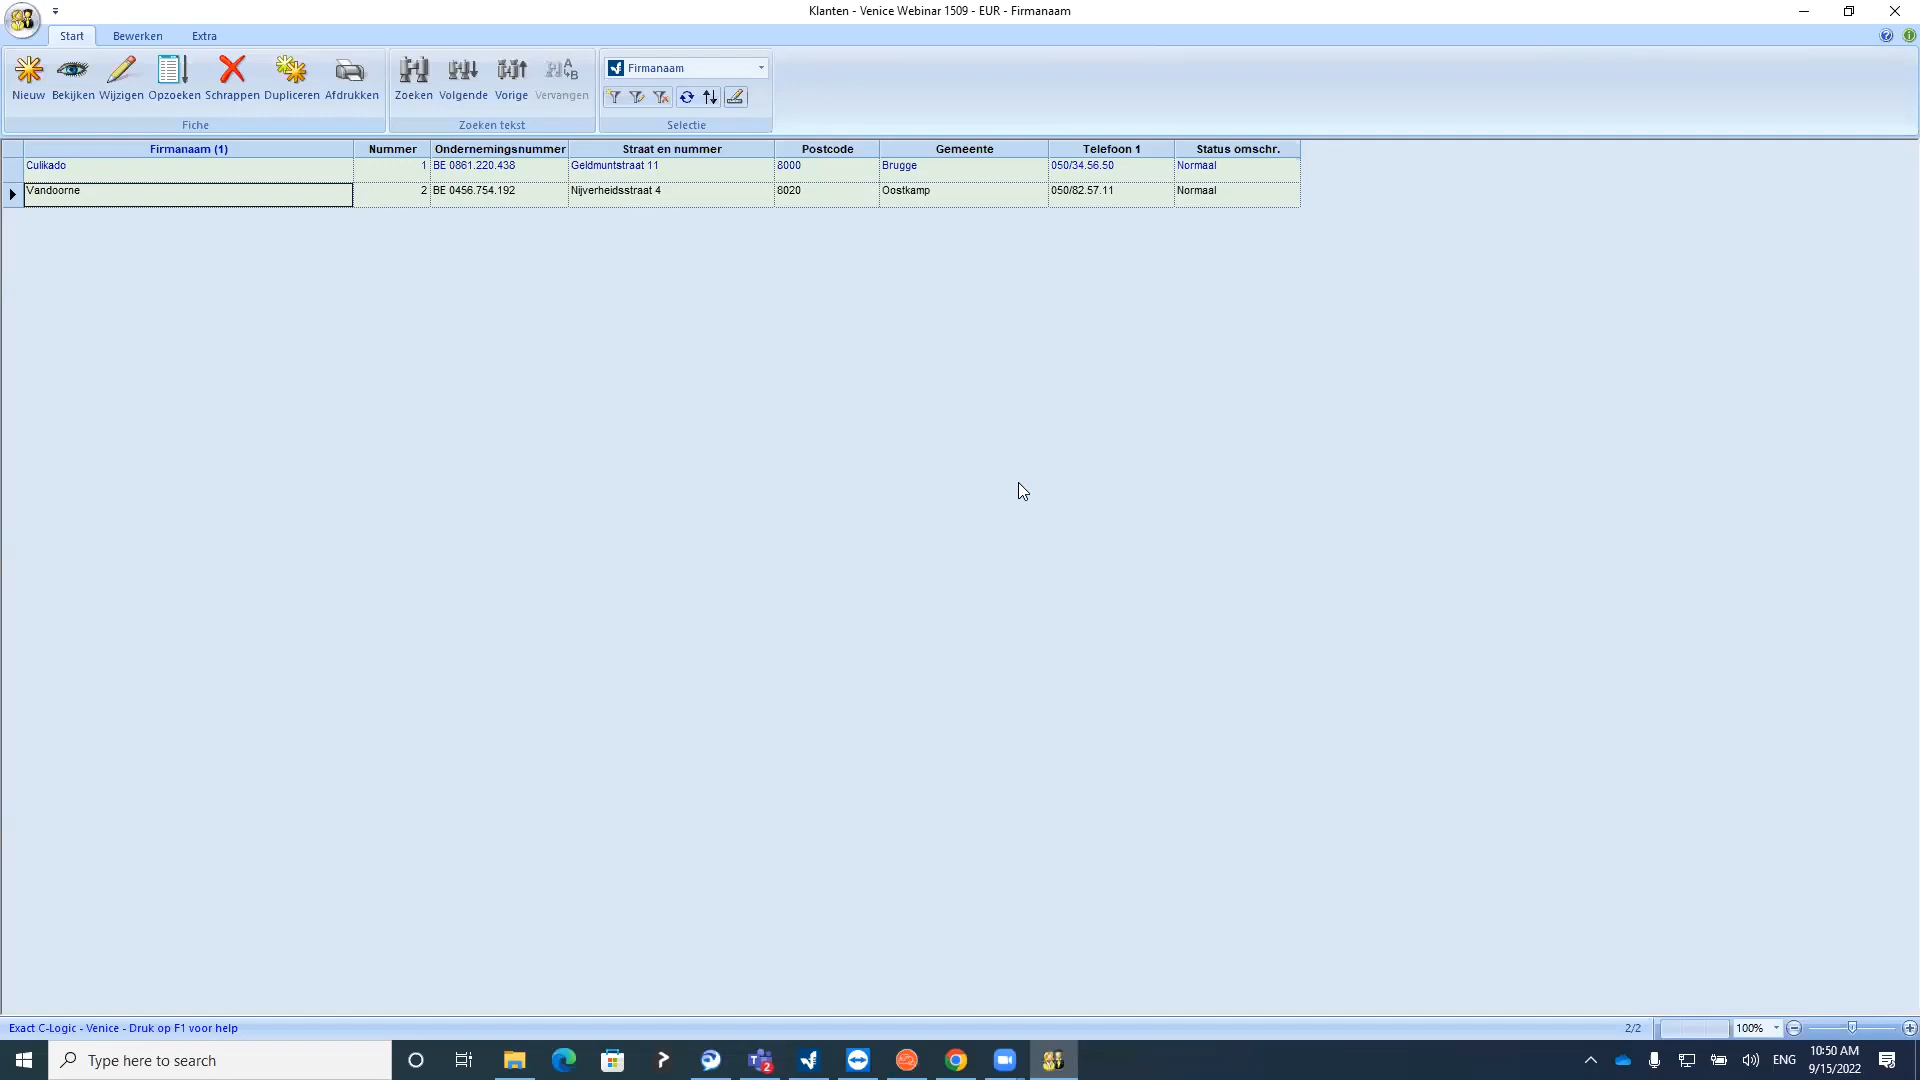 Klanten - Venice Webinar 1509 - EUR - Firmanaam
Start Bewerken Extra
Nieuw Bekijken Wijzigen Opzoeken Schrappen Dupliceren Afdrukken Zoeken Volgende Vorige Vervangen
Firmanaam
Fiche Zoeken tekst Selectie
Firmanaam (1) Nummer Ondernemingsnummer Straat en nummer Postcode Gemeente Telefoon 1 Status omschr.
Culikado 1 BE 0861.220.438 Geldmuntstraat 11 8000 Brugge 050/34.56.50 Normaal
Vandoorne 2 BE 0456.754.192 Nijverheidsstraat 4 8020 Oostkamp 050/82.57.11 Normaal
Exact C-Logic - Venice - Druk op F1 voor help 2/2 100%
Type here to search 2 ENG 10:50 AM
9/15/2022